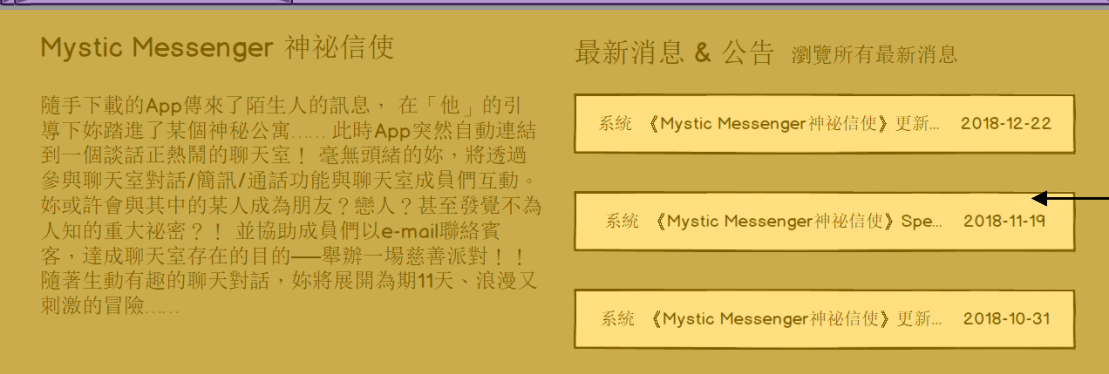 Mystic Messenger 神祕信使
隨手下載的App傳來了陌生人的訊息， 在「他」的引
導下妳踏進了某個神秘公寓…… 此時App突然自動連結
到一個談話正熱鬧的聊天室！ 毫無頭緒的妳，將透過
參與聊天室對話/簡訊/通話功能與聊天室成員們互動。
妳或許會與其中的某人成為朋友？戀人？甚至發覺不為
人知的重大祕密？！ 並協助成員們以e-mail聯絡賓
客，達成聊天室存在的目的──舉辦一場慈善派對！！
隨著生動有趣的聊天對話，妳將展開為期11天、浪漫又
刺激的冒險……
最新消息 & 公告 瀏覽所有最新消息
系統 《Mystic Messenger神祕信使》更新... 2018-12-22
系統 《Mystic Messenger神祕信使》Spe... 2018-11-19
系統 《Mystic Messenger神祕信使》更新... 2018-10-31